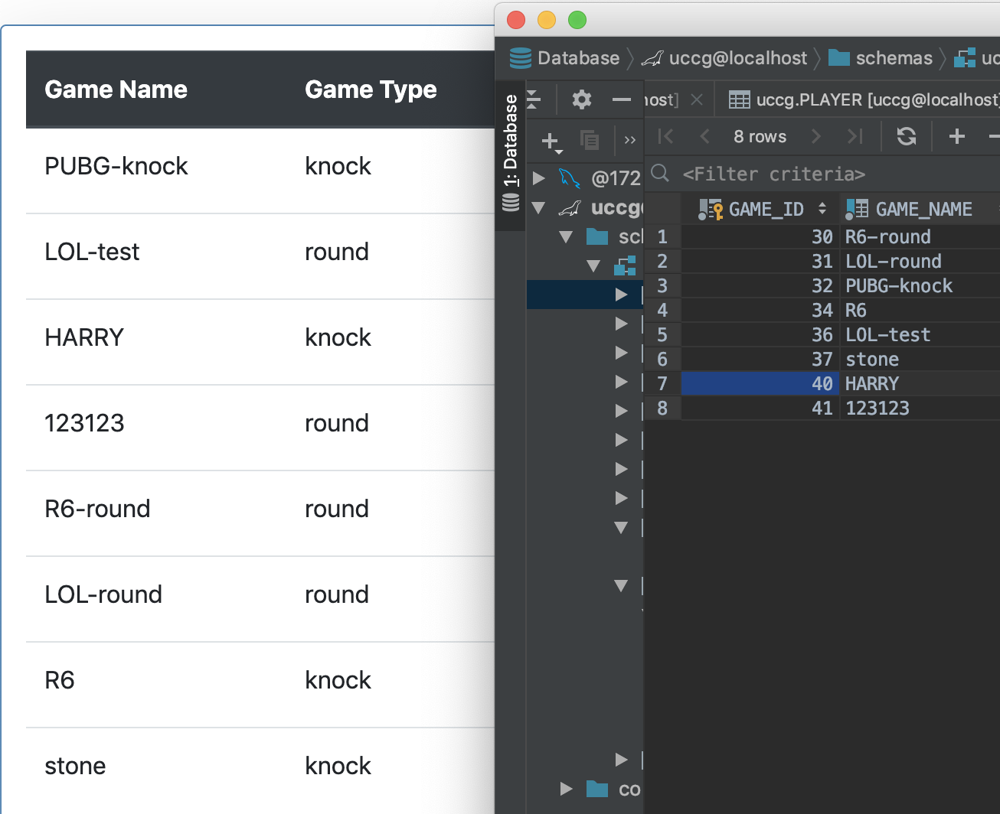 Game Name Game Type
PUBG-knock knock
LOL-test round
HARRY knock
123123 round
R6-round round
LOL-round round
R6 knock
stone knock
Database uccg@localhost schemas uc
1: Database
host] uccg.PLAYER [uccg@localhost]
8 rows
@172
<Filter criteria>
uccg@
sch
co
GAME_ID GAME_NAME
1 30 R6-round
2 31 LOL-round
3 32 PUBG-knock
4 34 R6
5 36 LOL-test
6 37 stone
7 40 HARRY
8 41 123123